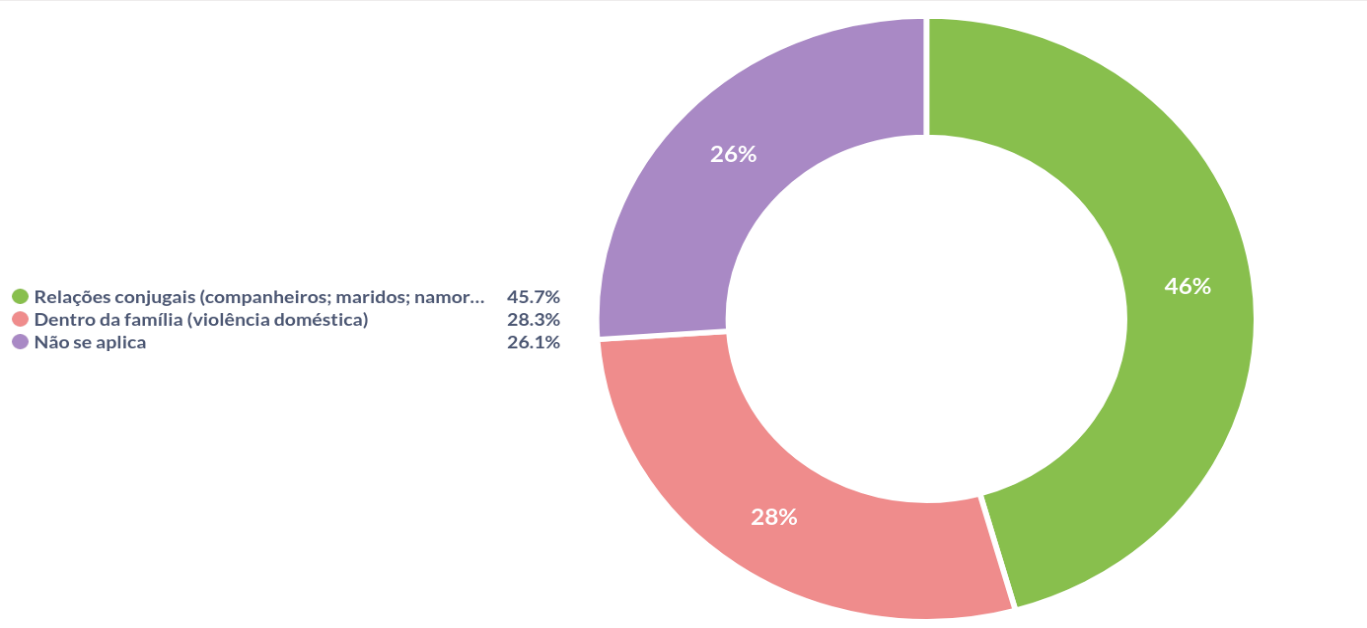 26%
46%
Relações conjugais (companheiros; maridos; namor... 45.7%
Dentro da família (violência doméstica) 28.3%
Não se aplica 26.1%
28%